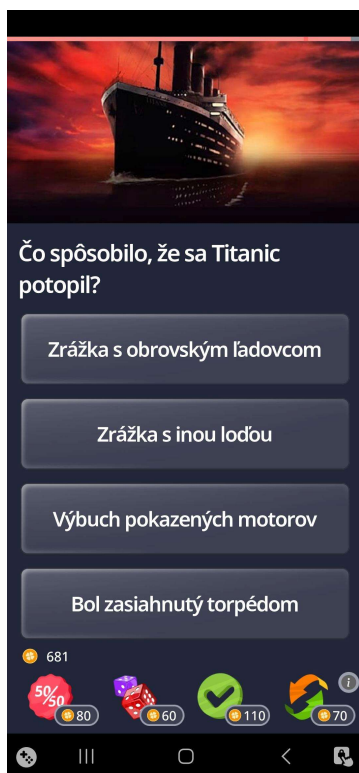 Čo spôsobilo, že sa Titanic
potopil?
Zrážka s obrovským ľadovcom
Zrážka s inou loďou
Výbuch pokazených motorov
Bol zasiahnutý torpédom
681
50%50
80
60
110
70
i